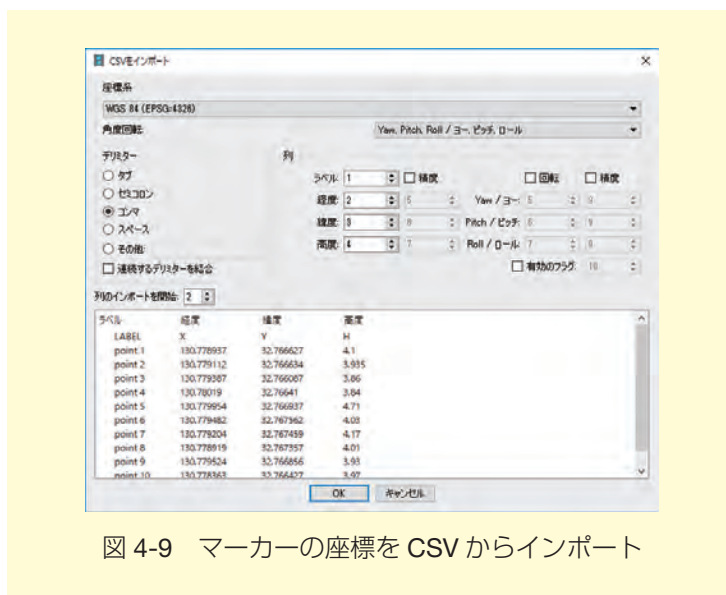 CSVをインポート
座標系
WGS 84 (EPSG:4326)
角度回転: Yaw, Pitch, Roll / ヨー, ピッチ, ロール
デリミター 列
タブ
セミコロン
コンマ
スペース
その他:
連続するデリミターを結合
ラベル: 1 精度 回転 精度
経度: 2 Yaw / ヨー: 5
緯度: 3 Pitch / ピッチ: 6
高度: 4 Roll / ロール: 7
有効のフラグ: 10
列のインポートを開始: 2
ラベル 経度 緯度 高度
LABEL X Y H
point 1 130.778937 32.766627 4.1
point 2 130.779112 32.766634 3.935
point 3 130.779387 32.766087 3.86
point 4 130.78019 32.76641 3.84
point 5 130.779954 32.766937 4.71
point 6 130.779482 32.767562 4.03
point 7 130.779204 32.767459 4.17
point 8 130.778919 32.767357 4.01
point 9 130.779524 32.766856 3.93
point 10 130.778363 32.766427 3.97
OK キャンセル
図 4-9 マーカーの座標を CSV からインポート